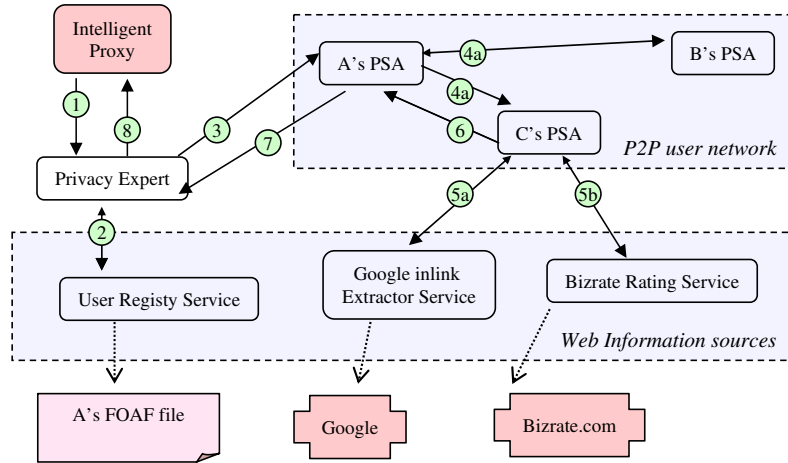 Intelligent
Proxy
A's PSA
4a
B's PSA
4a
1
8
3
6
7
C's PSA
P2P user network
Privacy Expert
5a
5b
2
Google inlink
Extractor Service
User Registy Service
Bizrate Rating Service
Web Information sources
A's FOAF file
Google
Bizrate.com